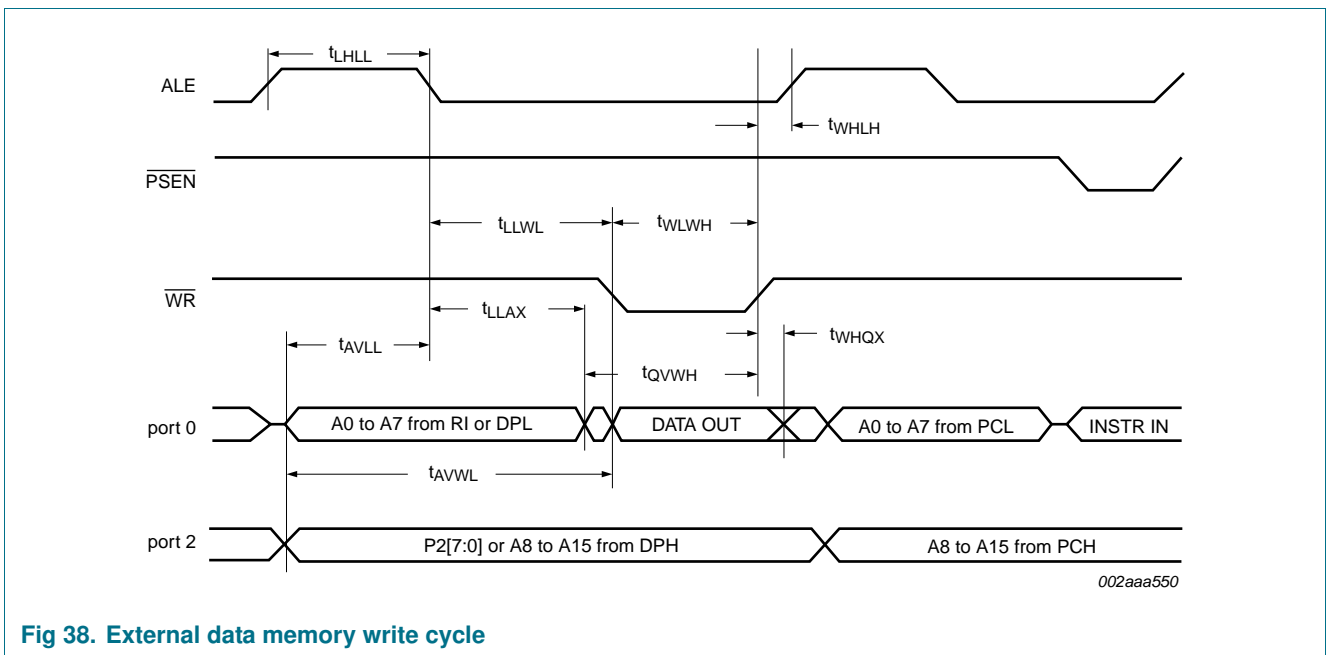 tLHLL
ALE
tWHLH
PSEN
tLLWL
tWLWH
WR
tLLAX
tWHQX
tAVLL
tQVWH
port 0
A0 to A7 from RI or DPL
DATA OUT
A0 to A7 from PCL
INSTR IN
tAVWL
port 2
P2[7:0] or A8 to A15 from DPH
A8 to A15 from PCH
002aaa550
Fig 38. External data memory write cycle